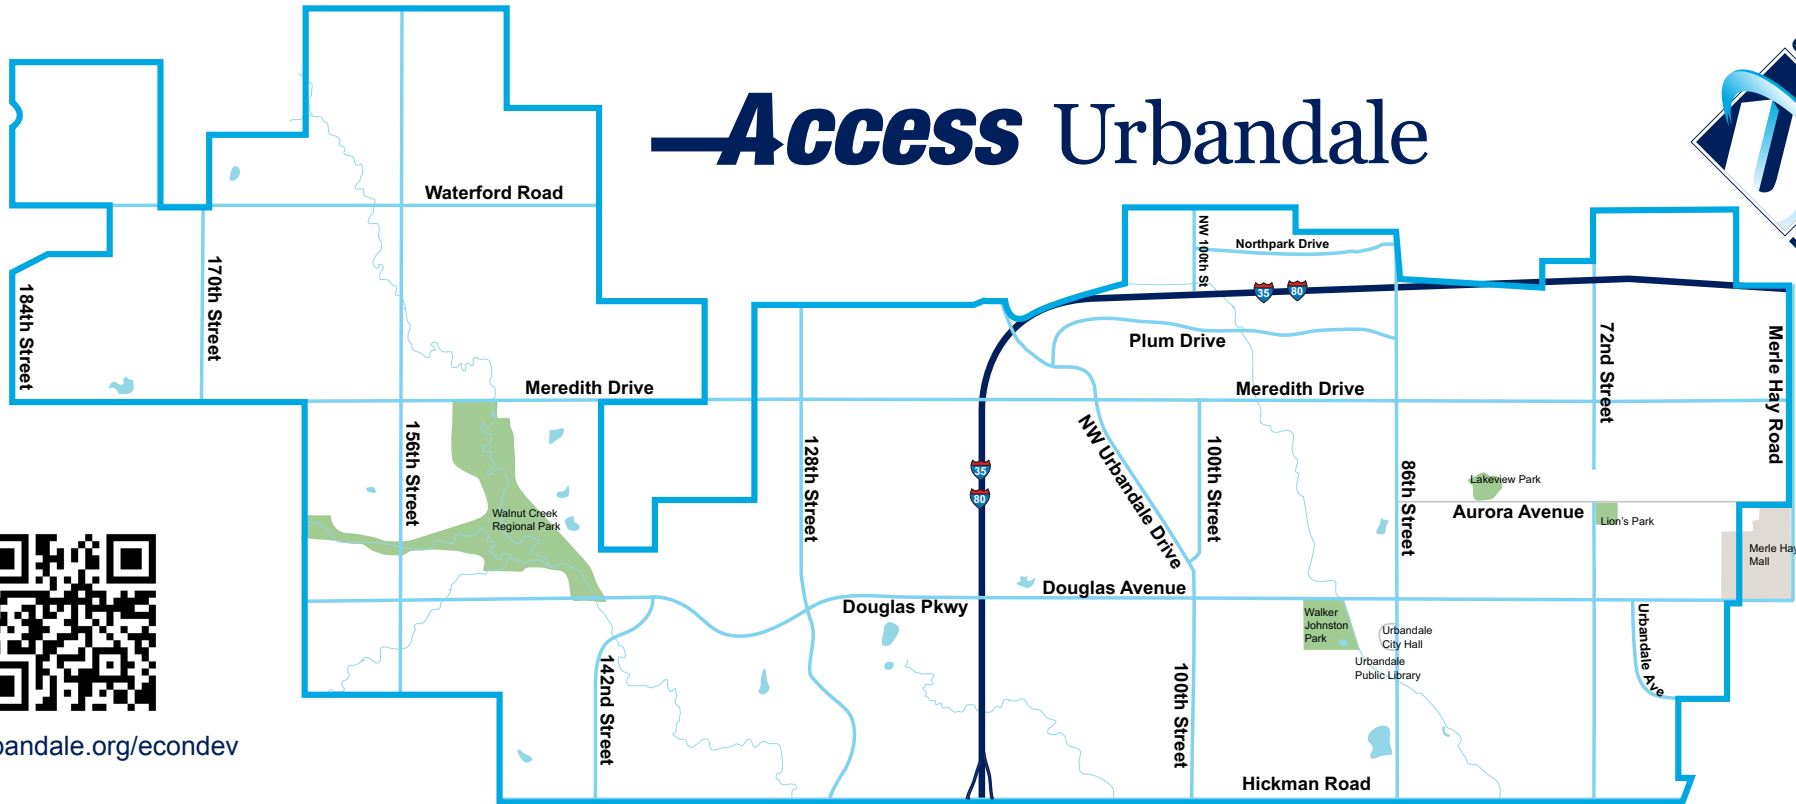 Access Urbandale
Waterford Road
NW 100th St
Northpark Drive
184th Street
170th Street
35
80
Plum Drive
72nd Street
Merle Hay Road
Meredith Drive
Meredith Drive
156th Street
128th Street
35
80
NW Urbandale Drive
100th Street
86th Street
Lakeview Park
Aurora Avenue
Lion's Park
Walnut Creek
Regional Park
Merle Hay
Mall
Douglas Avenue
Douglas Pkwy
Walker
Johnston
Park
Urbandale
City Hall
Urbandale
Public Library
Urbandale Ave
142nd Street
100th Street
bandale.org/econdev
Hickman Road